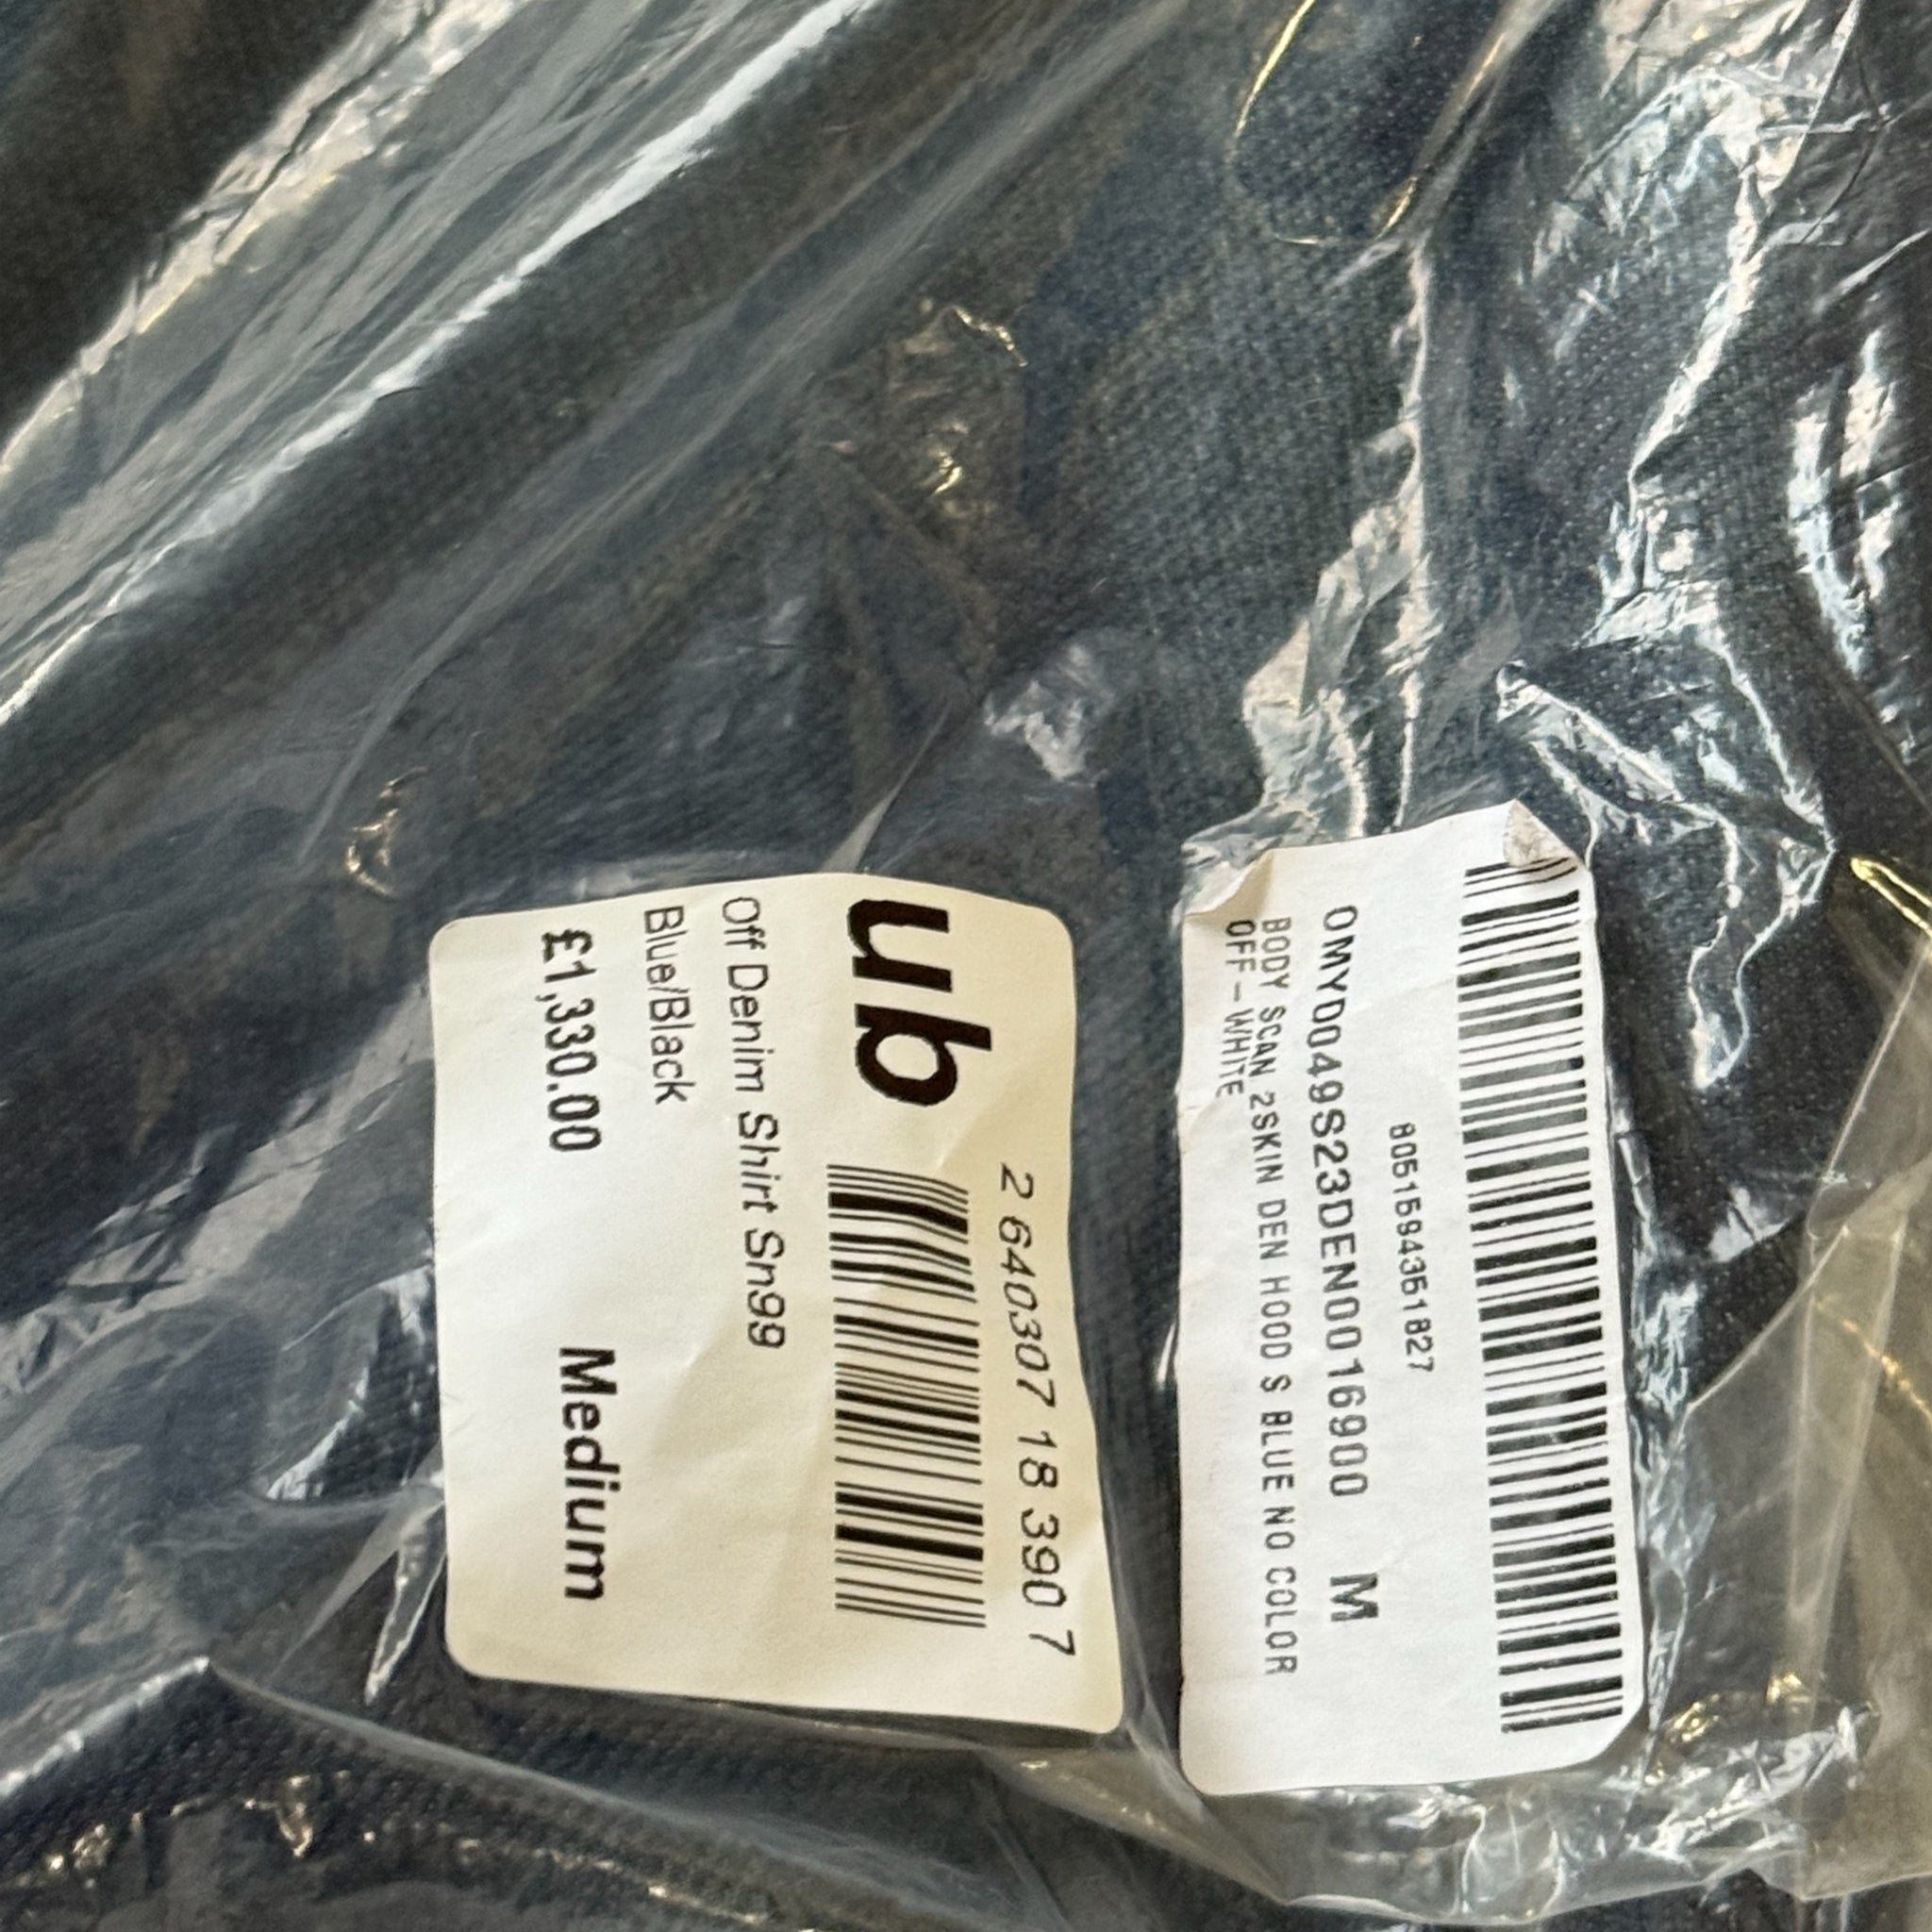 8051594351827
OMYD049S23DEN0016900 M
BODY SCAN 2SKIN DEN HOOD S BLUE NO COLOR
OFF-WHITE
2 640307 18 390 7
ub
Off Denim Shirt Sn99
Blue/Black
£1,330.00 Medium